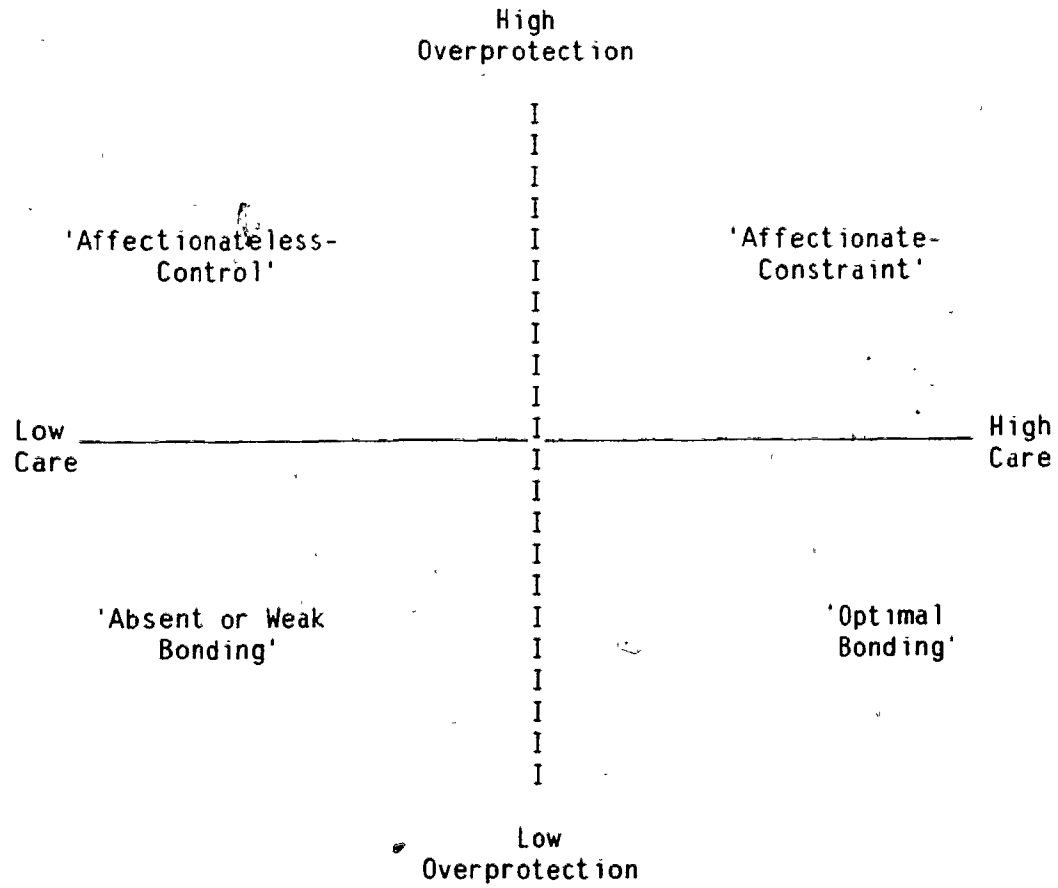 High
Overprotection
'Affectionateless-
Control'
'Affectionate-
Constraint'
Low
Care
High
Care
'Absent or Weak
Bonding'
'Optimal
Bonding'
Low
Overprotection